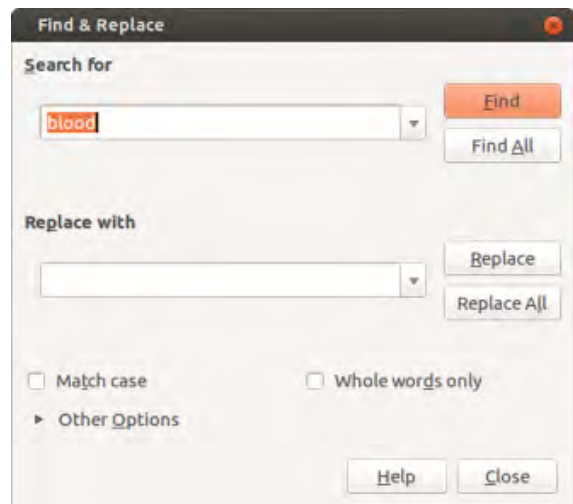 Find & Replace
Search for
blood
Find
Find All
Replace with
Replace
Replace All
Match case
Whole words only
Other Options
Help
Close